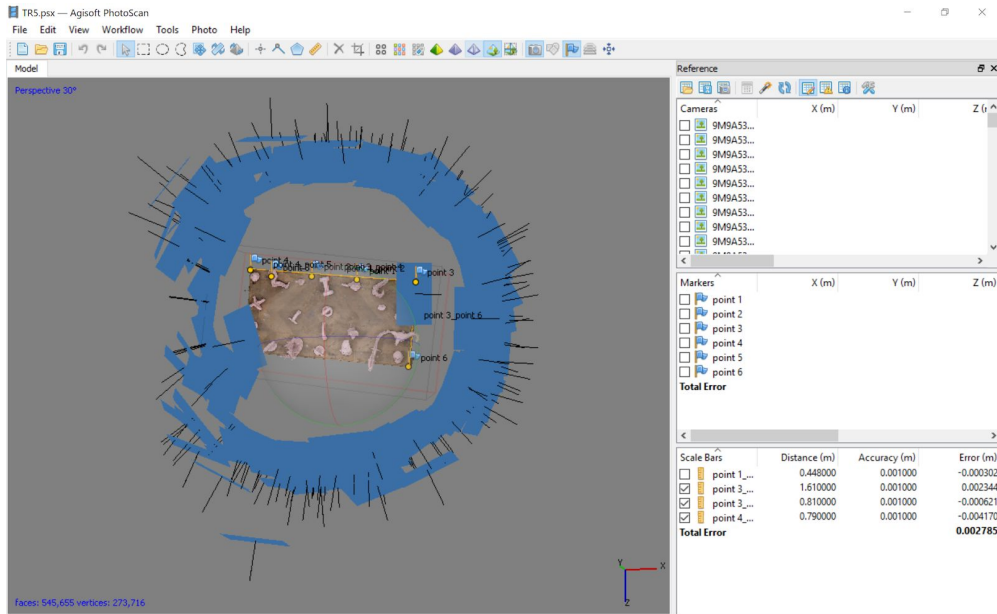 TR5.psx — Agisoft PhotoScan
File Edit View Workflow Tools Photo Help
Model
Perspective 30°
point 4
point 3
point 3_point 6
point 6
faces: 545,655 vertices: 273,716
Y
X
Z
Reference
Cameras X (m) Y (m)
9M9A53...
9M9A53...
9M9A53...
9M9A53...
9M9A53...
9M9A53...
9M9A53...
9M9A53...
9M9A53...
Markers X (m) Y (m) Z (m)
point 1
point 2
point 3
point 4
point 5
point 6
Total Error
Scale Bars Distance (m) Accuracy (m) Error (m)
point 1_... 0.448000 0.001000 -0.000302
point 3_... 1.610000 0.001000 0.002344
point 3_... 0.810000 0.001000 -0.000621
point 4_... 0.790000 0.001000 -0.004170
Total Error 0.002785